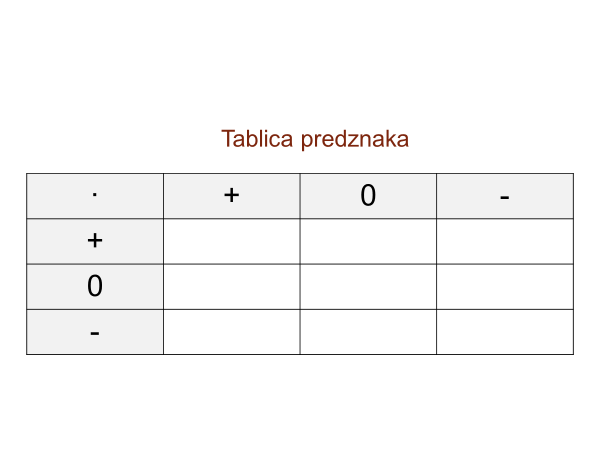 Tablica predznaka
· + 0 -
+
0
-